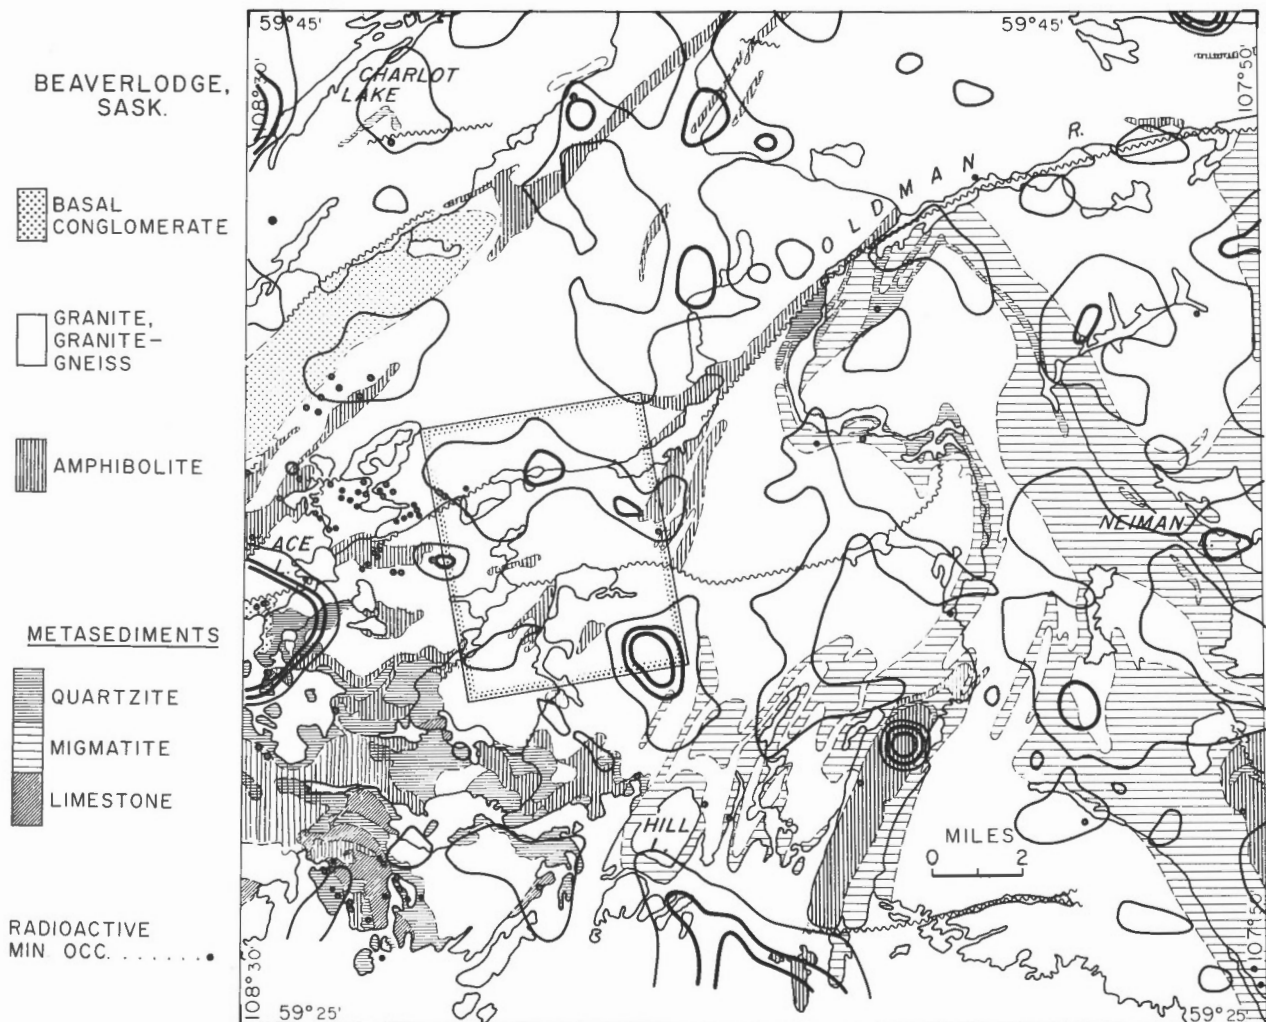 BEAVERLODGE,
SASK.
BASAL
CONGLOMERATE
GRANITE,
GRANITE-
GNEISS
AMPHIBOLITE
METASEDIMENTS
QUARTZITE
MIGMATITE
LIMESTONE
RADIOACTIVE
MIN. OCC. . . . . . .
59°45'
59°45'
108°30'
107°50'
CHARLOT
LAKE
OLDMAN R.
ACE
L.
NEIMAN
L.
HILL
L.
MILES
0 2
108°30'
107°50'
59°25'
59°25'